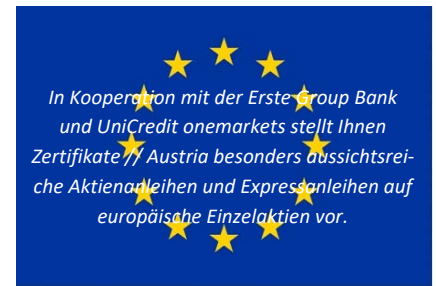 In Kooperation mit der Erste Group Bank
und UniCredit onemarkets stellt Ihnen
Zertifikate // Austria besonders aussichtsrei-
che Aktienanleihen und Expressanleihen auf
europäische Einzelaktien vor.